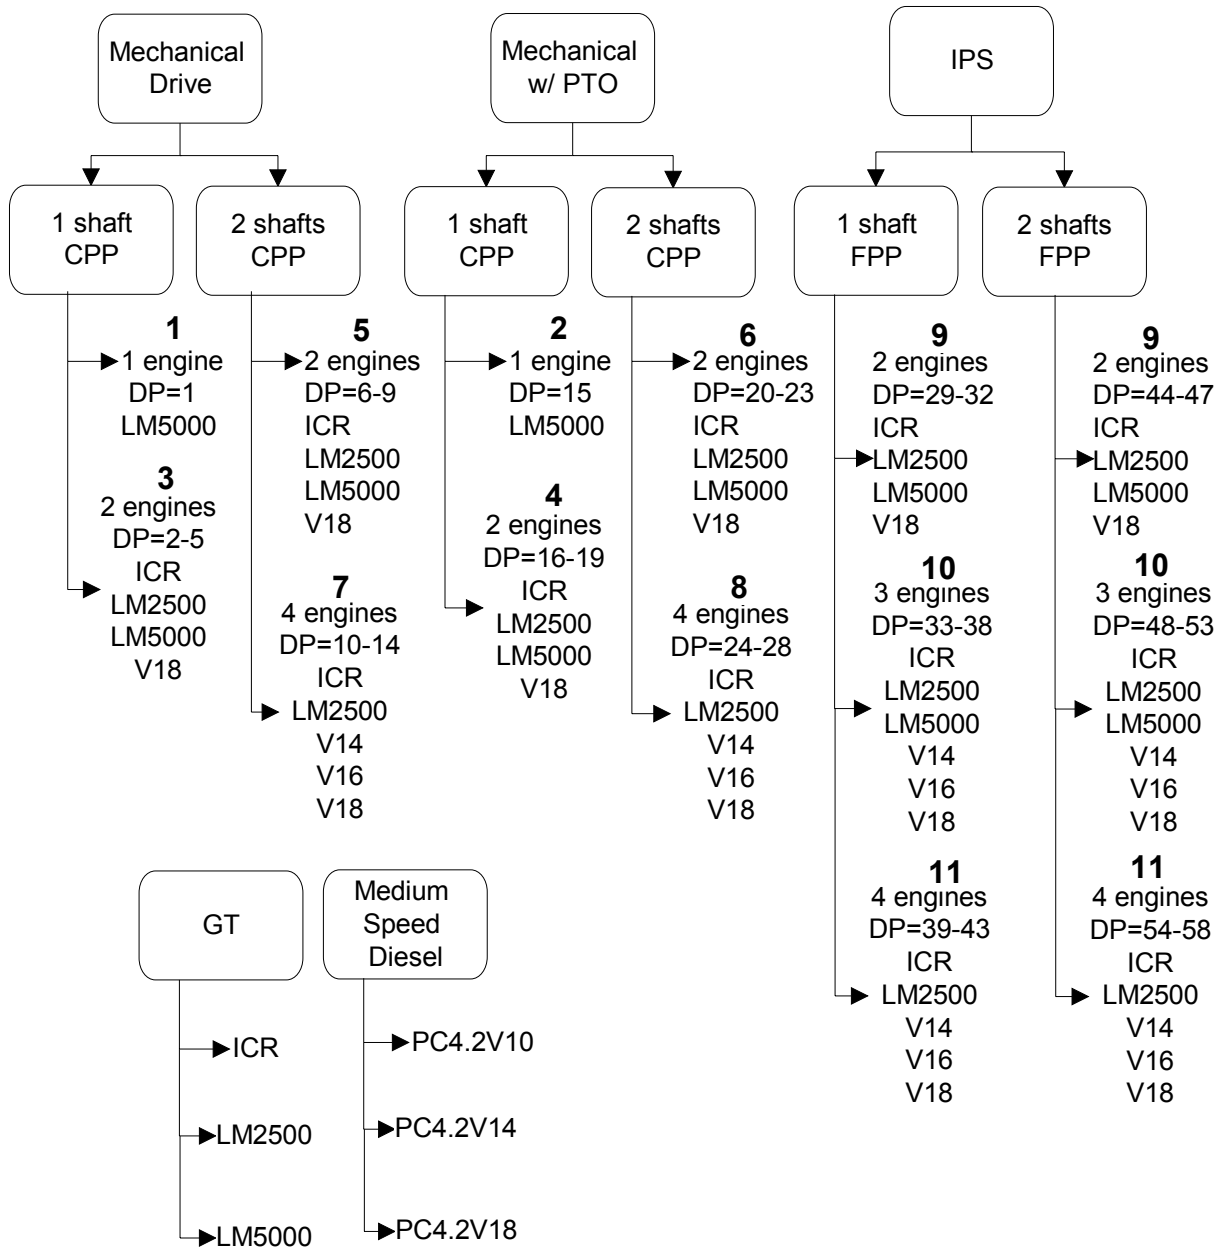 Mechanical
Drive
1 shaft
CPP
1
1 engine
DP=1
LM5000
3
2 engines
DP=2-5
ICR
LM2500
LM5000
V18
2 shafts
CPP
5
2 engines
DP=6-9
ICR
LM2500
LM5000
V18
7
4 engines
DP=10-14
ICR
LM2500
V14
V16
V18
Mechanical
w/ PTO
1 shaft
CPP
2
1 engine
DP=15
LM5000
4
2 engines
DP=16-19
ICR
LM2500
LM5000
V18
2 shafts
CPP
6
2 engines
DP=20-23
ICR
LM2500
LM5000
V18
8
4 engines
DP=24-28
ICR
LM2500
V14
V16
V18
IPS
1 shaft
FPP
9
2 engines
DP=29-32
ICR
LM2500
LM5000
V18
10
3 engines
DP=33-38
ICR
LM2500
LM5000
V14
V16
V18
11
4 engines
DP=39-43
ICR
LM2500
V14
V16
V18
2 shafts
FPP
9
2 engines
DP=44-47
ICR
LM2500
LM5000
V18
10
3 engines
DP=48-53
ICR
LM2500
LM5000
V14
V16
V18
11
4 engines
DP=54-58
ICR
LM2500
V14
V16
V18
GT
ICR
LM2500
LM5000
Medium
Speed
Diesel
PC4.2V10
PC4.2V14
PC4.2V18